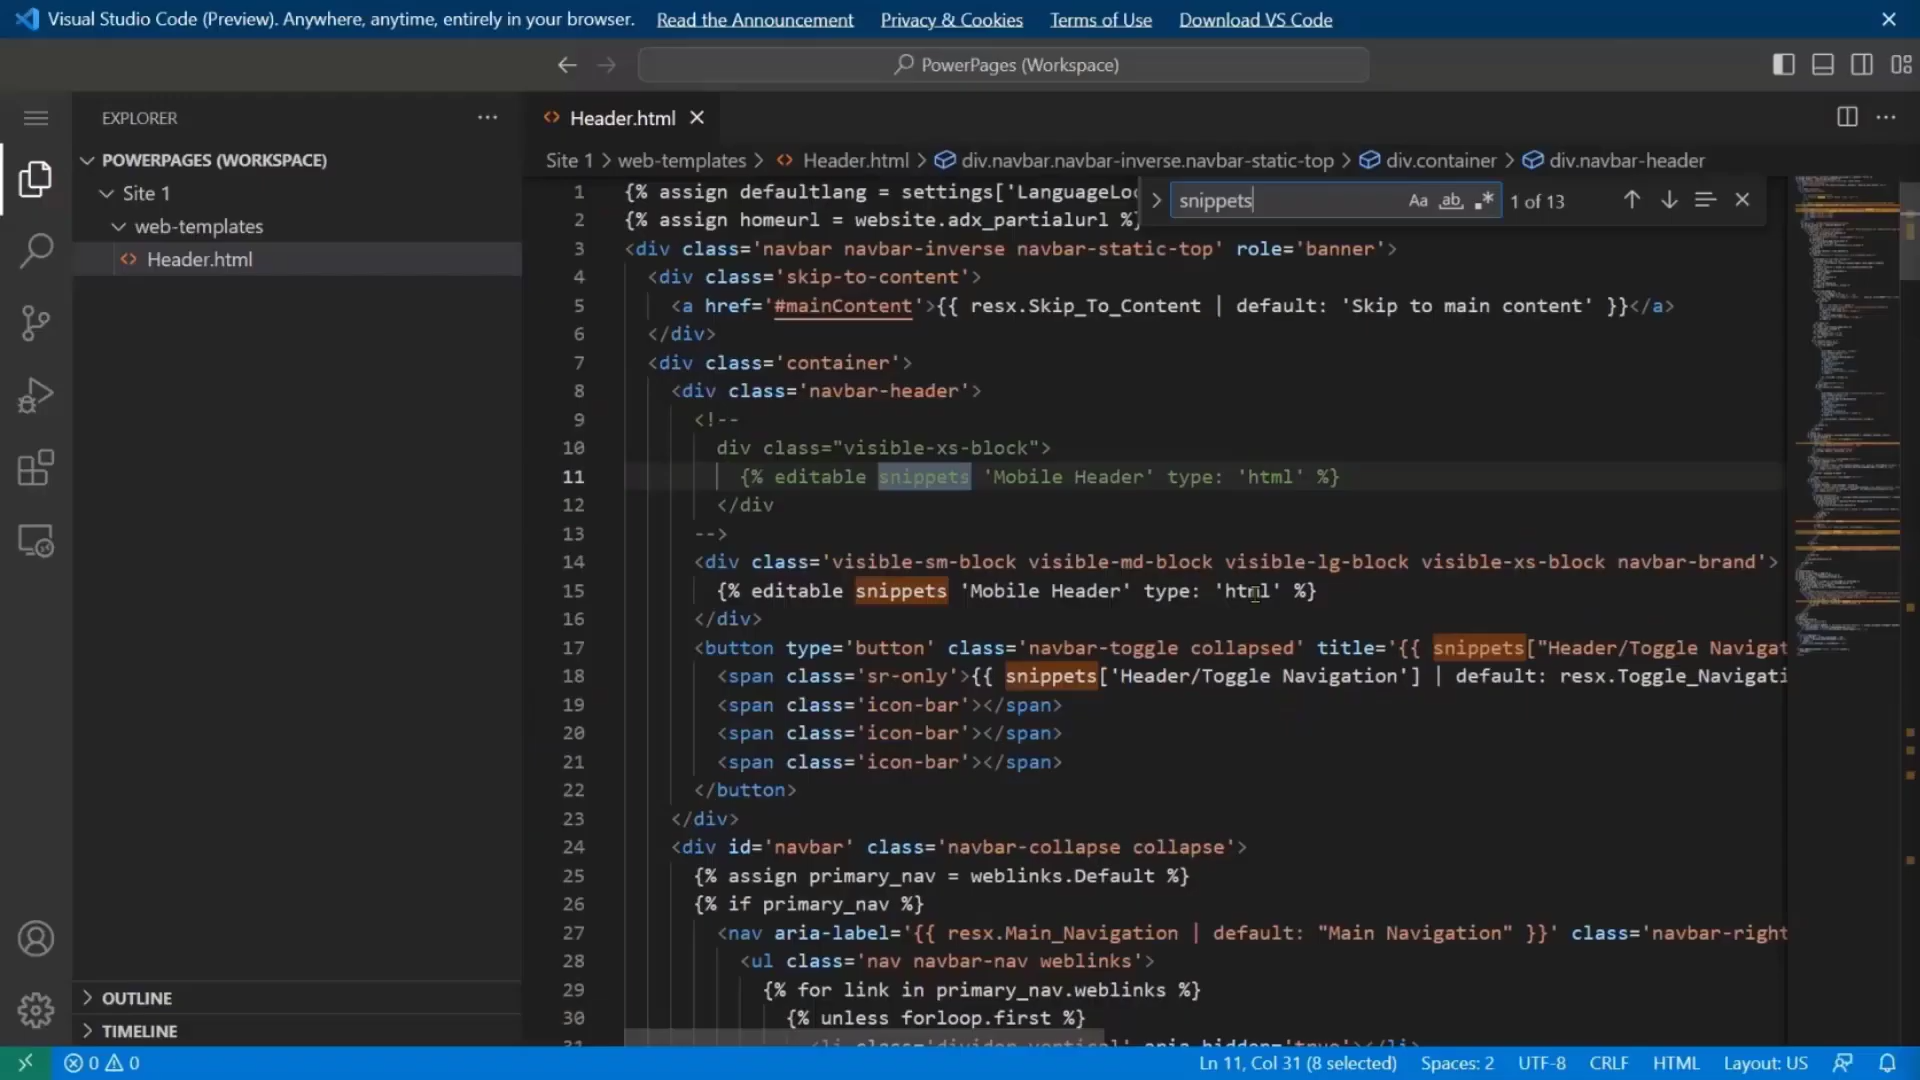 Visual Studio Code (Preview). Anywhere, anytime, entirely in your browser. Read the Announcement Privacy & Cookies Terms of Use Download VS Code
PowerPages (Workspace)
EXPLORER
POWERPAGES (WORKSPACE)
Site 1
web-templates
Header.html
OUTLINE
TIMELINE
Header.html
Site 1 > web-templates > Header.html > div.navbar.navbar-inverse.navbar-static-top > div.container > div.navbar-header
snippets Aa ab 1 of 13
1 {% assign defaultlang = settings['LanguageLoc
2 {% assign homeurl = website.adx_partialurl %}
3 <div class='navbar navbar-inverse navbar-static-top' role='banner'>
4 <div class='skip-to-content'>
5 <a href='#mainContent'>{{ resx.Skip_To_Content | default: 'Skip to main content' }}</a>
6 </div>
7 <div class='container'>
8 <div class='navbar-header'>
9 <!--
10 div class="visible-xs-block">
11 {% editable snippets 'Mobile Header' type: 'html' %}
12 </div
13 -->
14 <div class='visible-sm-block visible-md-block visible-lg-block visible-xs-block navbar-brand'>
15 {% editable snippets 'Mobile Header' type: 'html' %}
16 </div>
17 <button type='button' class='navbar-toggle collapsed' title='{{ snippets["Header/Toggle Navigat
18 <span class='sr-only'>{{ snippets['Header/Toggle Navigation'] | default: resx.Toggle_Navigati
19 <span class='icon-bar'></span>
20 <span class='icon-bar'></span>
21 <span class='icon-bar'></span>
22 </button>
23 </div>
24 <div id='navbar' class='navbar-collapse collapse'>
25 {% assign primary_nav = weblinks.Default %}
26 {% if primary_nav %}
27 <nav aria-label='{{ resx.Main_Navigation | default: "Main Navigation" }}' class='navbar-right
28 <ul class='nav navbar-nav weblinks'>
29 {% for link in primary_nav.weblinks %}
30 {% unless forloop.first %}
31 <li class='divider-vertical' aria-hidden='true'></li>
0 0 Ln 11, Col 31 (8 selected) Spaces: 2 UTF-8 CRLF HTML Layout: US